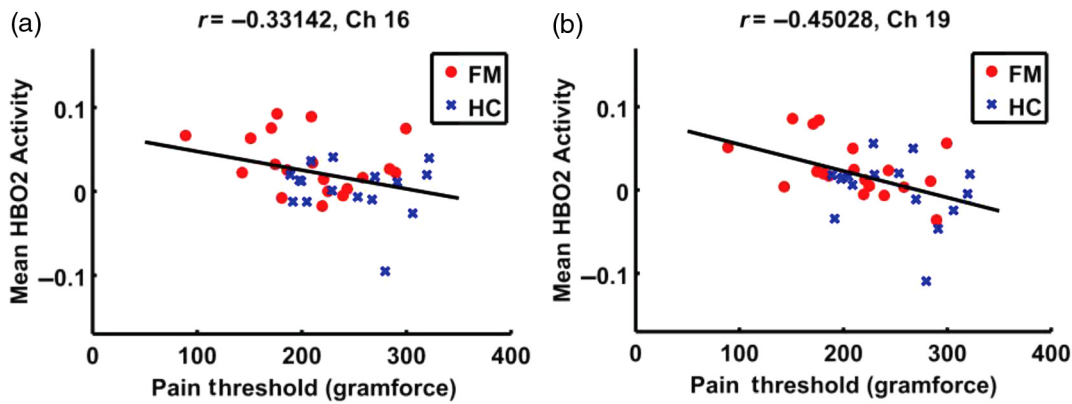 (a)
r = –0.33142, Ch 16
FM
HC
Mean HBO2 Activity
0.1
0
–0.1
0
100
200
300
400
Pain threshold (gramforce)
(b)
r = –0.45028, Ch 19
FM
HC
Mean HBO2 Activity
0.1
0
–0.1
0
100
200
300
400
Pain threshold (gramforce)